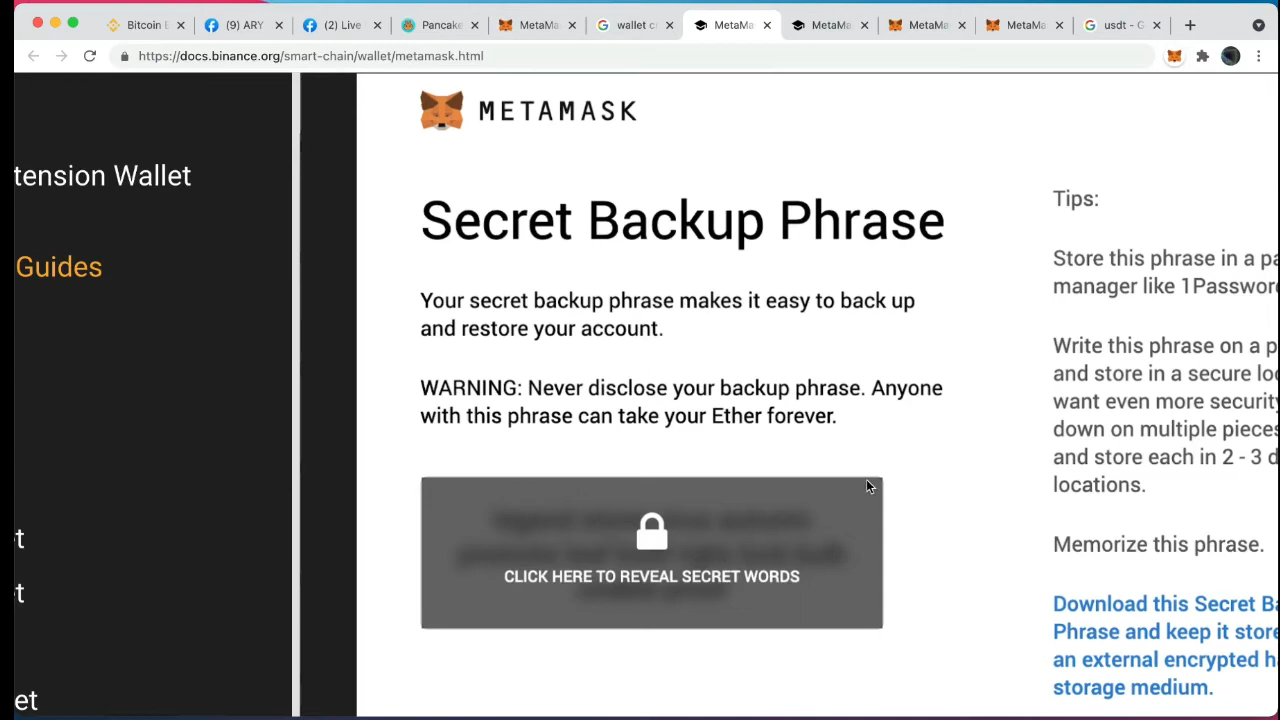 Bitcoin E
(9) ARY
(2) Live
Pancake
MetaMa
wallet c
MetaMa
MetaMa
MetaMa
MetaMa
usdt - G
https://docs.binance.org/smart-chain/wallet/metamask.html
tension Wallet
Guides
t
t
et
METAMASK
Secret Backup Phrase
Your secret backup phrase makes it easy to back up
and restore your account.
WARNING: Never disclose your backup phrase. Anyone
with this phrase can take your Ether forever.
CLICK HERE TO REVEAL SECRET WORDS
Tips:
Store this phrase in a pa
manager like 1Password
Write this phrase on a p
and store in a secure loc
want even more security
down on multiple pieces
and store each in 2 - 3 d
locations.
Memorize this phrase.
Download this Secret Ba
Phrase and keep it store
an external encrypted ha
storage medium.